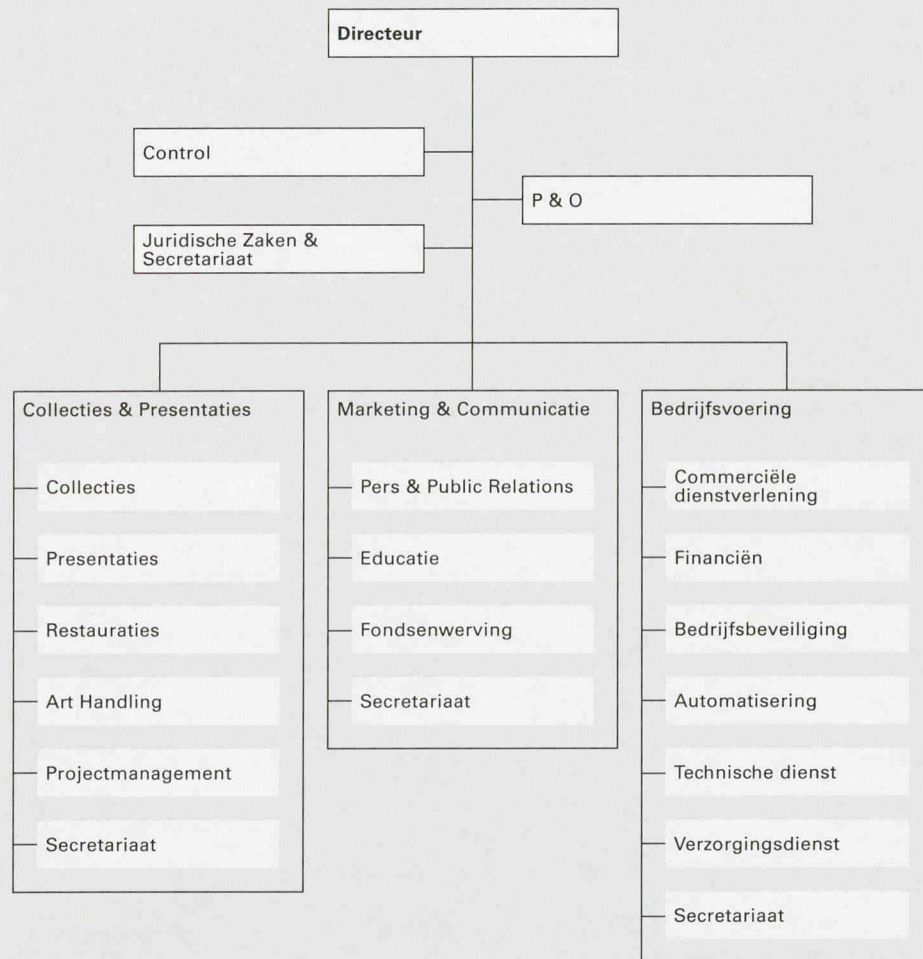 Directeur
Control
P & O
Juridische Zaken &
Secretariaat
Collecties & Presentaties
Collecties
Presentaties
Restauraties
Art Handling
Projectmanagement
Secretariaat
Marketing & Communicatie
Pers & Public Relations
Educatie
Fondsenwerving
Secretariaat
Bedrijfsvoering
Commerciële
dienstverlening
Financiën
Bedrijfsbeveiliging
Automatisering
Technische dienst
Verzorgingsdienst
Secretariaat